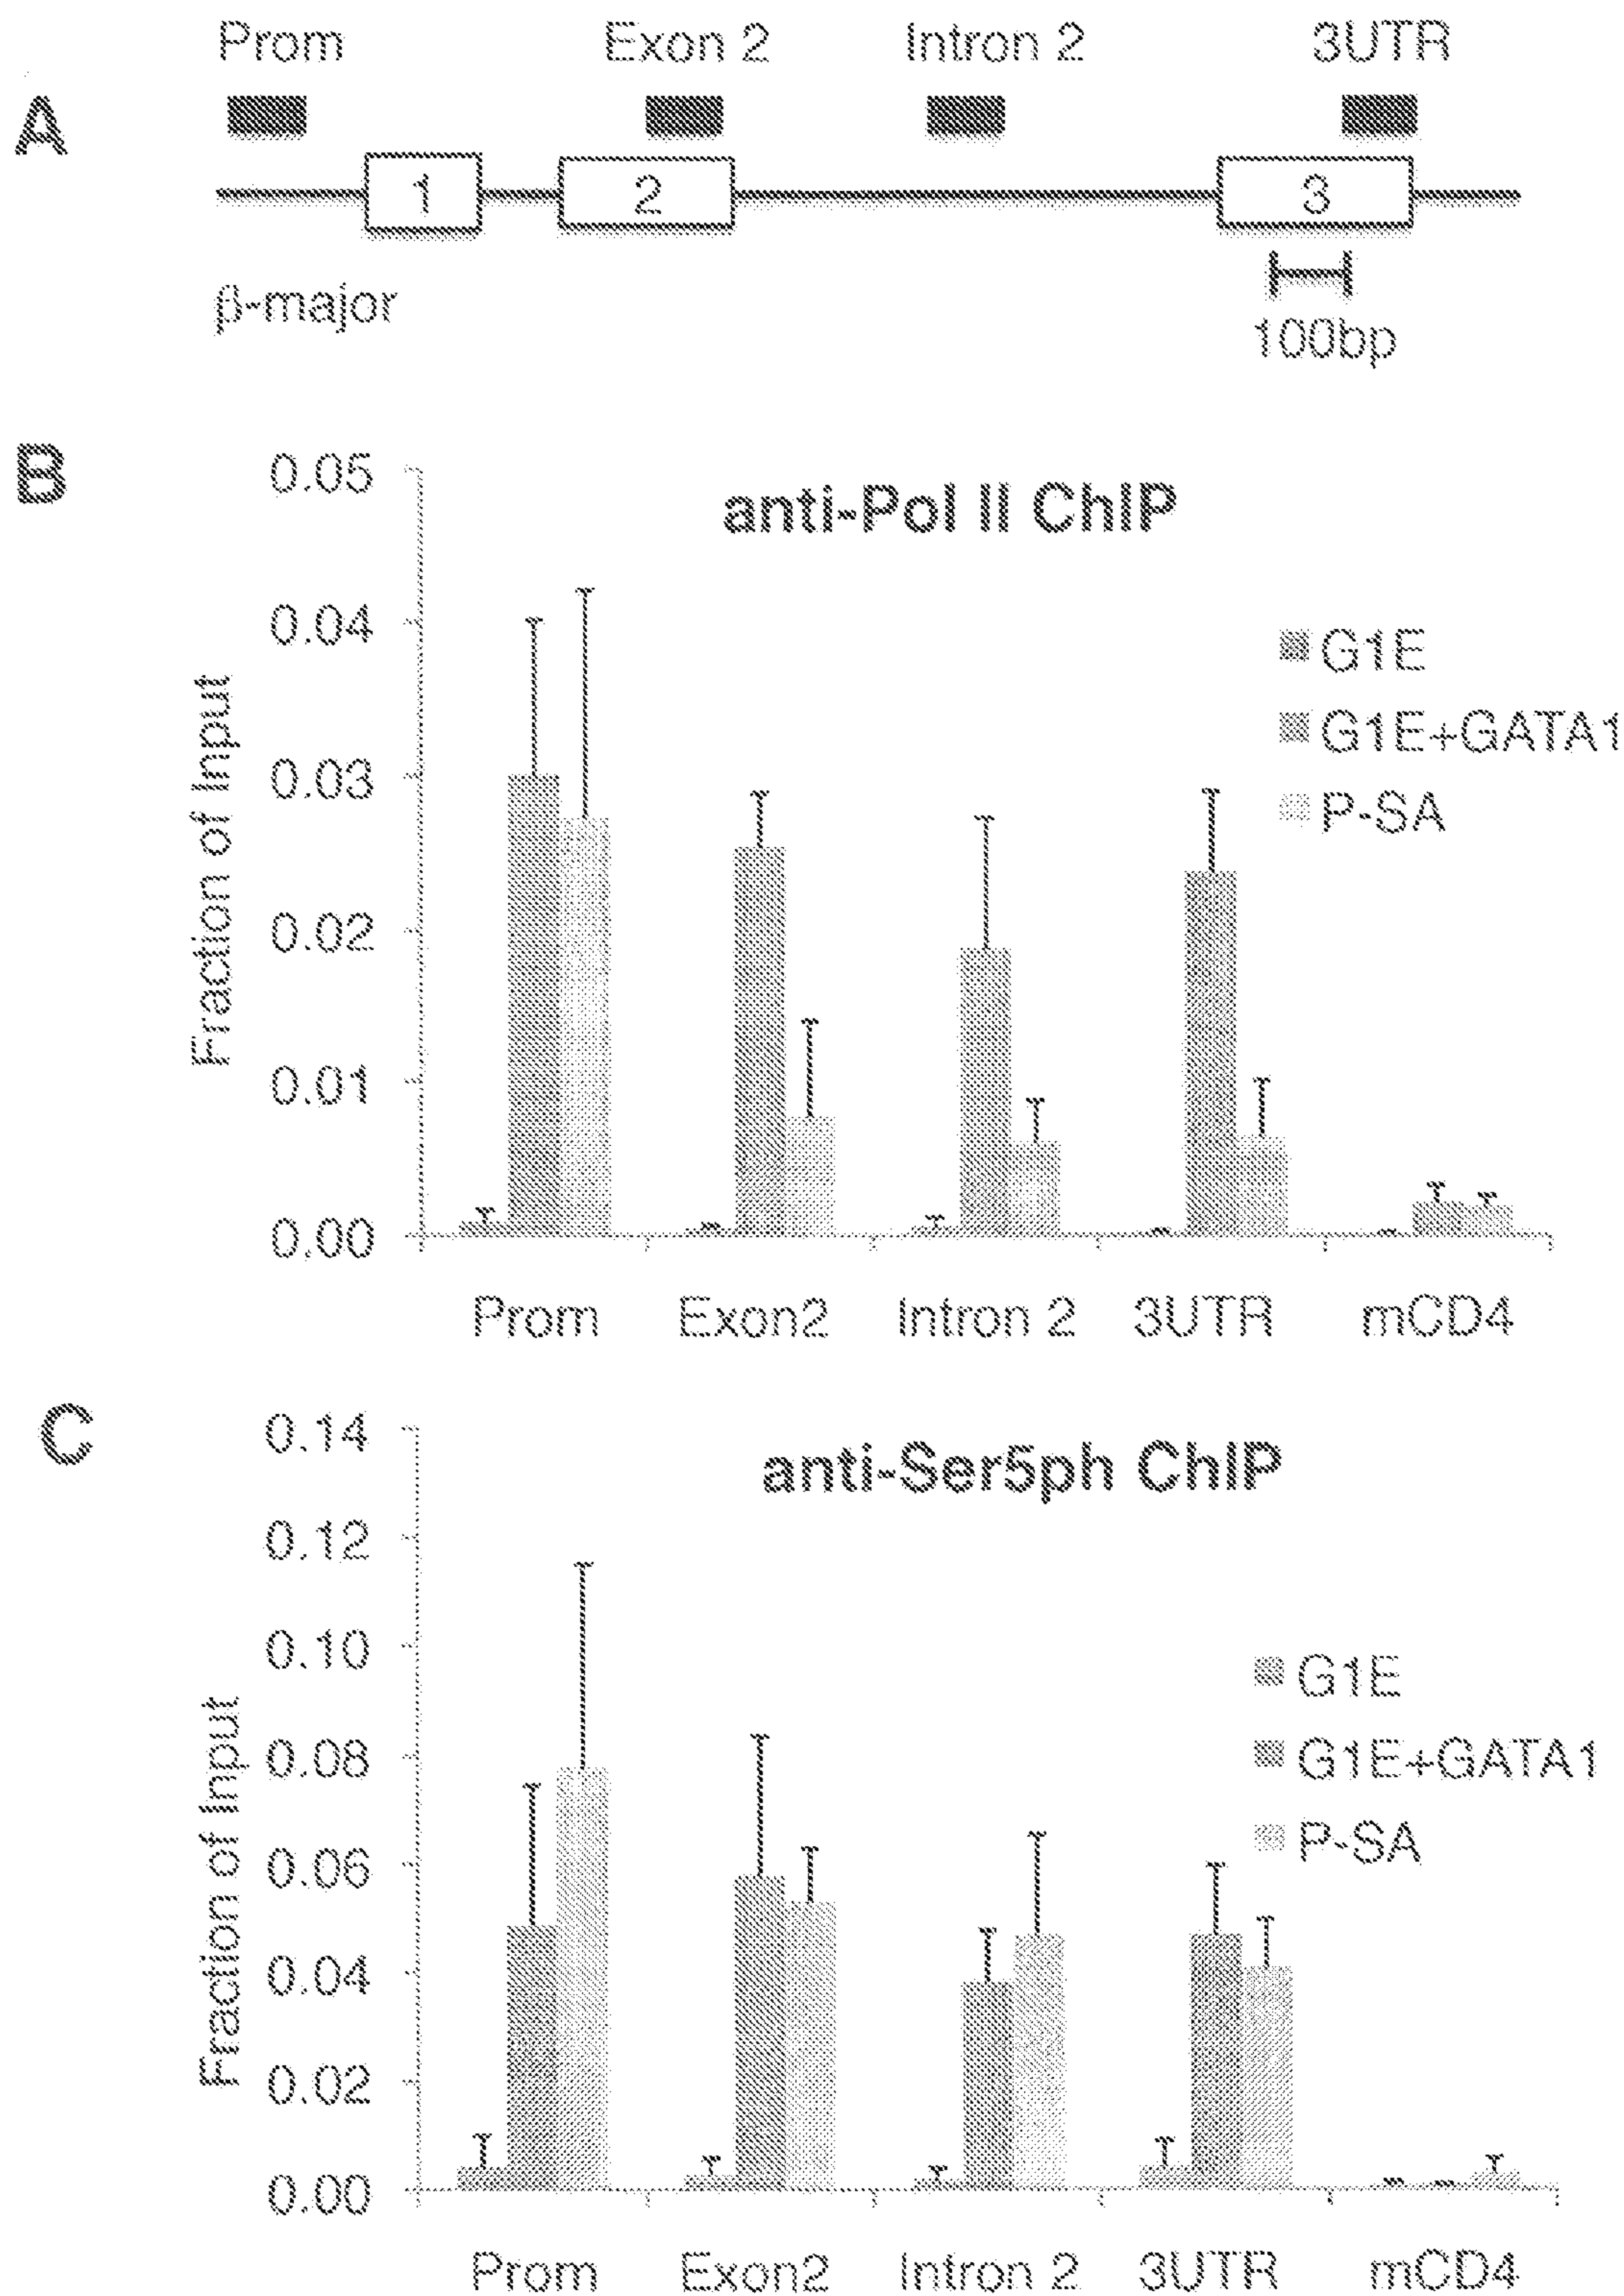 Prom Exon 2 Intron 2 3UTR
A
1 2 3
β-major
100bp
B
anti-Pol II ChIP
Fraction of Input
0.05
0.04
0.03
0.02
0.01
0.00
G1E
G1E+GATA1
P-SA
Prom Exon2 Intron 2 3UTR mCD4
C
anti-Ser5ph ChIP
Fraction of Input
0.14
0.12
0.10
0.08
0.06
0.04
0.02
0.00
G1E
G1E+GATA1
P-SA
Prom Exon2 Intron 2 3UTR mCD4